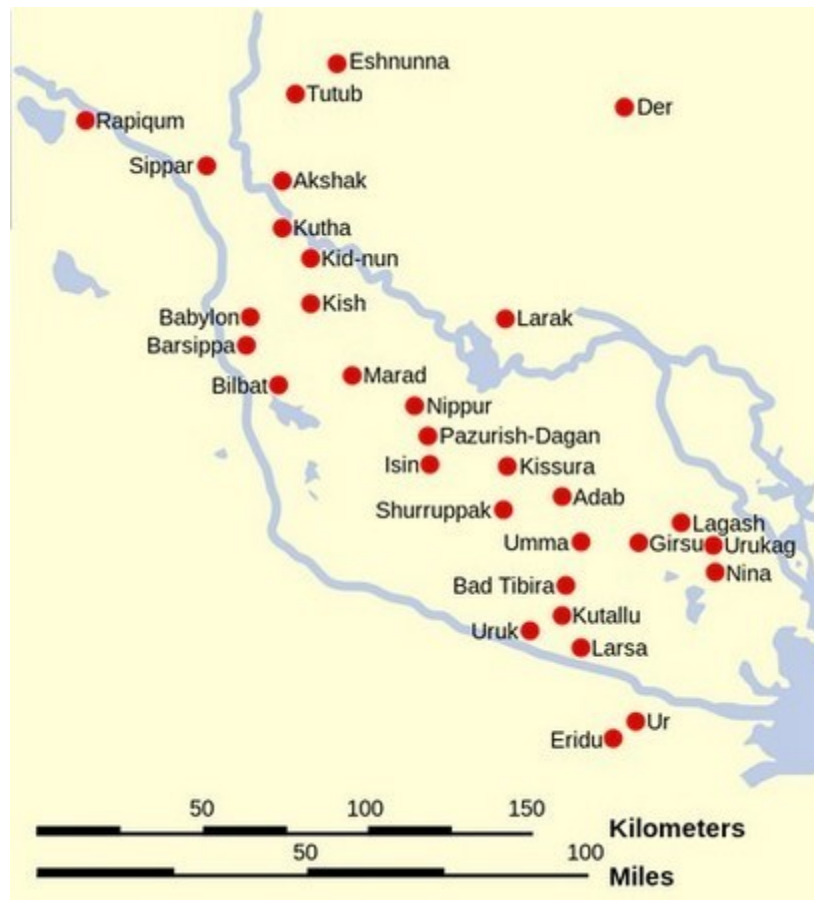 Eshnunna
Tutub
Der
Rapiqum
Sippar
Akshak
Kutha
Kid-nun
Kish
Babylon
Larak
Barsippa
Marad
Bilbat
Nippur
Pazurish-Dagan
Isin
Kissura
Adab
Shurruppak
Lagash
Umma
Girsu
Urukag
Nina
Bad Tibira
Kutallu
Uruk
Larsa
Ur
Eridu
50 100 150
Kilometers
50 100
Miles